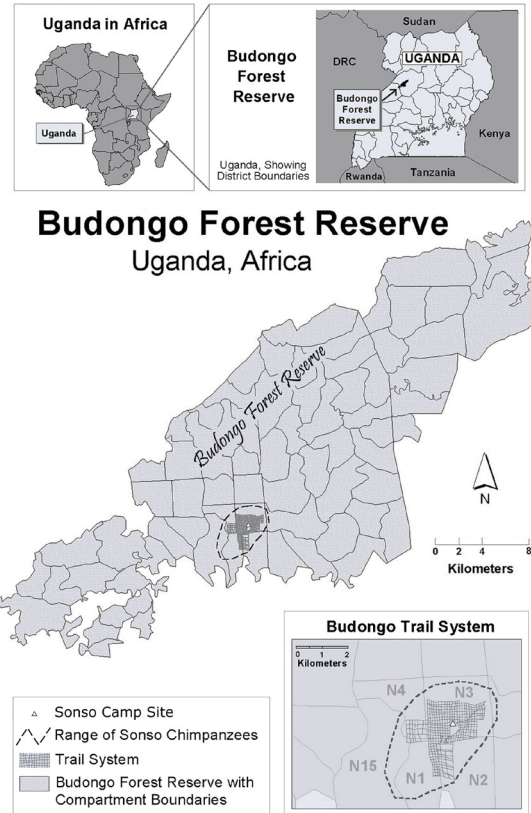 Uganda in Africa
Uganda
Budongo
Forest
Reserve
Uganda, Showing
District Boundaries
Sudan
DRC
UGANDA
Budongo
Forest
Reserve
Kenya
Rwanda
Tanzania
Budongo Forest Reserve
Uganda, Africa
Budongo Forest Reserve
N
0 2 4 8
Kilometers
Budongo Trail System
0 1 2
Kilometers
N4
N3
N15
N1
N2
Sonso Camp Site
Range of Sonso Chimpanzees
Trail System
Budongo Forest Reserve with
Compartment Boundaries